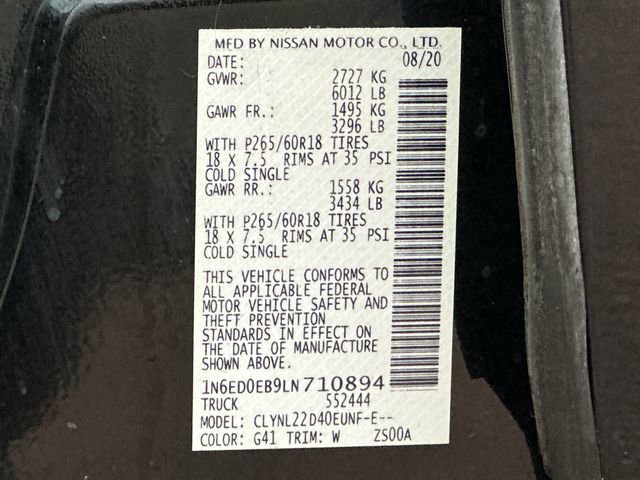 MFD BY NISSAN MOTOR CO., LTD.
DATE: 08/20
GVWR: 2727 KG
6012 LB
GAWR FR.: 1495 KG
3296 LB
WITH P265/60R18 TIRES
18 X 7.5 RIMS AT 35 PSI
COLD SINGLE
GAWR RR.: 1558 KG
3434 LB
WITH P265/60R18 TIRES
18 X 7.5 RIMS AT 35 PSI
COLD SINGLE
THIS VEHICLE CONFORMS TO
ALL APPLICABLE FEDERAL
MOTOR VEHICLE SAFETY AND
THEFT PREVENTION
STANDARDS IN EFFECT ON
THE DATE OF MANUFACTURE
SHOWN ABOVE.
1N6ED0EB9LN710894
TRUCK 552444
MODEL: CLYNL22D40EUNF-E--
COLOR: G41 TRIM: W ZS00A